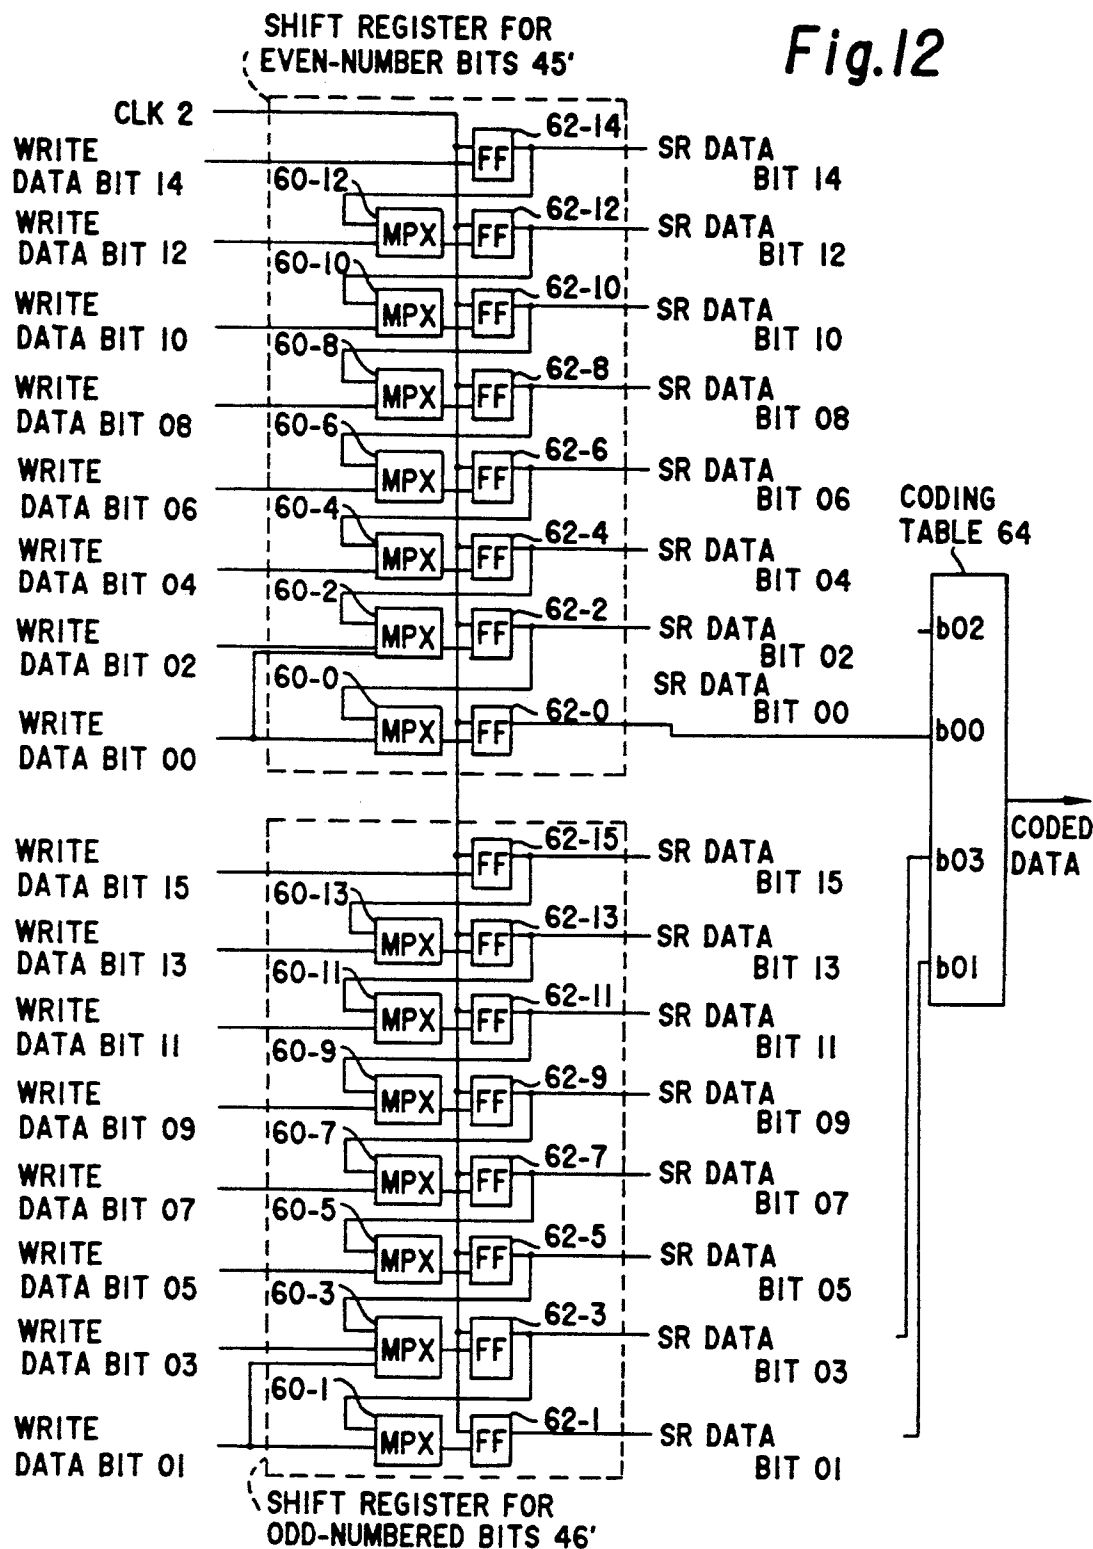 Fig.12
SHIFT REGISTER FOR
EVEN-NUMBER BITS 45'
CLK 2
WRITE
DATA BIT 14
FF
62-14
SR DATA
BIT 14
WRITE
DATA BIT 12
60-12
MPX
FF
62-12
SR DATA
BIT 12
WRITE
DATA BIT 10
60-10
MPX
FF
62-10
SR DATA
BIT 10
WRITE
DATA BIT 08
60-8
MPX
FF
62-8
SR DATA
BIT 08
WRITE
DATA BIT 06
60-6
MPX
FF
62-6
SR DATA
BIT 06
WRITE
DATA BIT 04
60-4
MPX
FF
62-4
SR DATA
BIT 04
WRITE
DATA BIT 02
60-2
MPX
FF
62-2
SR DATA
BIT 02
WRITE
DATA BIT 00
60-0
MPX
FF
62-0
SR DATA
BIT 00
CODING
TABLE 64
b02
b00
b03
b01
CODED
DATA
WRITE
DATA BIT 15
FF
62-15
SR DATA
BIT 15
WRITE
DATA BIT 13
60-13
MPX
FF
62-13
SR DATA
BIT 13
WRITE
DATA BIT 11
60-11
MPX
FF
62-11
SR DATA
BIT 11
WRITE
DATA BIT 09
60-9
MPX
FF
62-9
SR DATA
BIT 09
WRITE
DATA BIT 07
60-7
MPX
FF
62-7
SR DATA
BIT 07
WRITE
DATA BIT 05
60-5
MPX
FF
62-5
SR DATA
BIT 05
WRITE
DATA BIT 03
60-3
MPX
FF
62-3
SR DATA
BIT 03
WRITE
DATA BIT 01
60-1
MPX
FF
62-1
SR DATA
BIT 01
SHIFT REGISTER FOR
ODD-NUMBERED BITS 46'